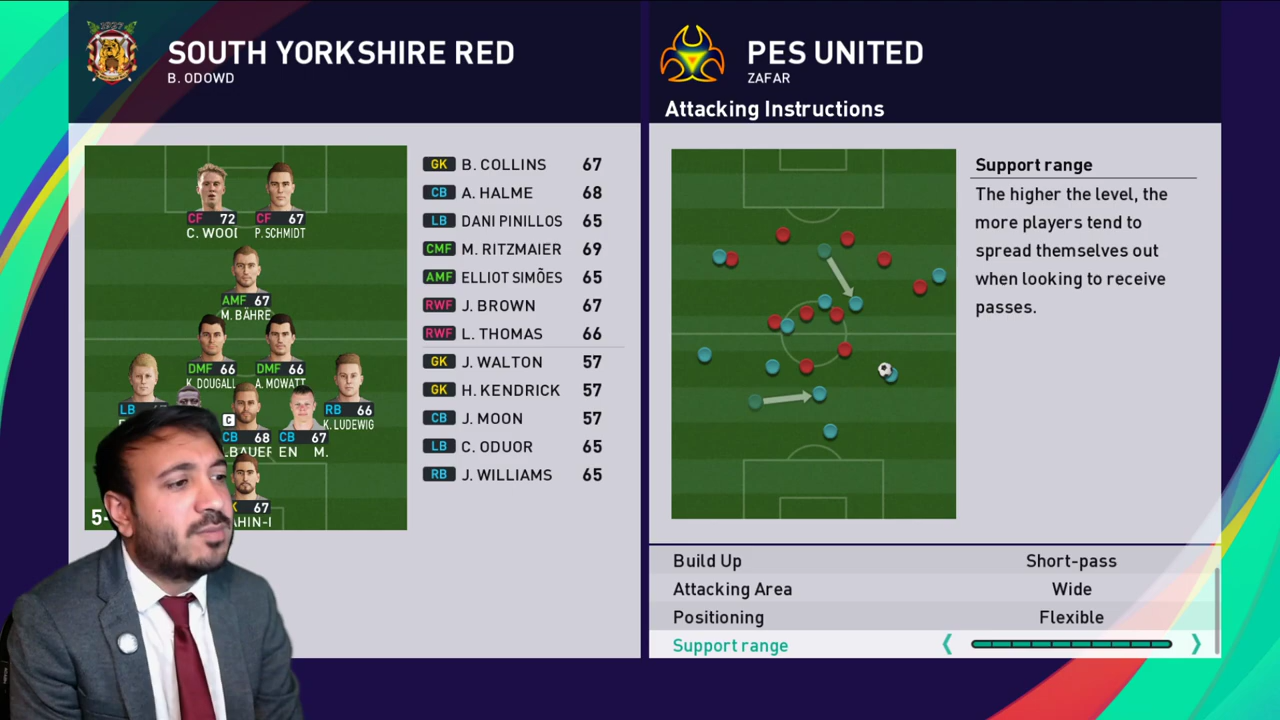 SOUTH YORKSHIRE RED
B. ODOWD
CF 72
C. WOOD
CF 67
P. SCHMIDT
AMF 67
M. BÄHRE
DMF 66
K. DOUGALL
DMF 66
A. MOWATT
LB
RB 66
K. LUDEWIG
C
CB 68
CB 67
.BAUER
EN M.
67
AHIN-
5-
GK B. COLLINS 67
CB A. HALME 68
LB DANI PINILLOS 65
CMF M. RITZMAIER 69
AMF ELLIOT SIMÕES 65
RWF J. BROWN 67
RWF L. THOMAS 66
GK J. WALTON 57
GK H. KENDRICK 57
CB J. MOON 57
LB C. ODUOR 65
RB J. WILLIAMS 65
PES UNITED
ZAFAR
Attacking Instructions
Support range
The higher the level, the
more players tend to
spread themselves out
when looking to receive
passes.
Build Up Short-pass
Attacking Area Wide
Positioning Flexible
Support range